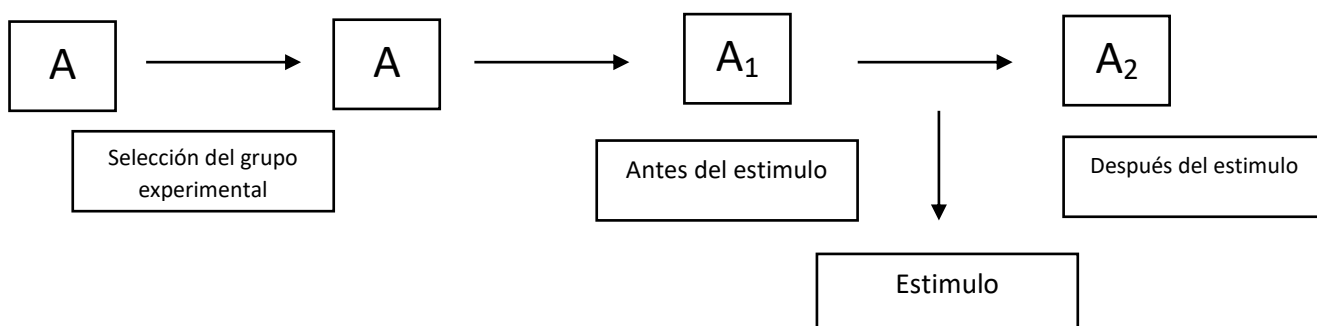 A
A
A₁
A₂
Selección del grupo
experimental
Antes del estimulo
Después del estimulo
Estimulo